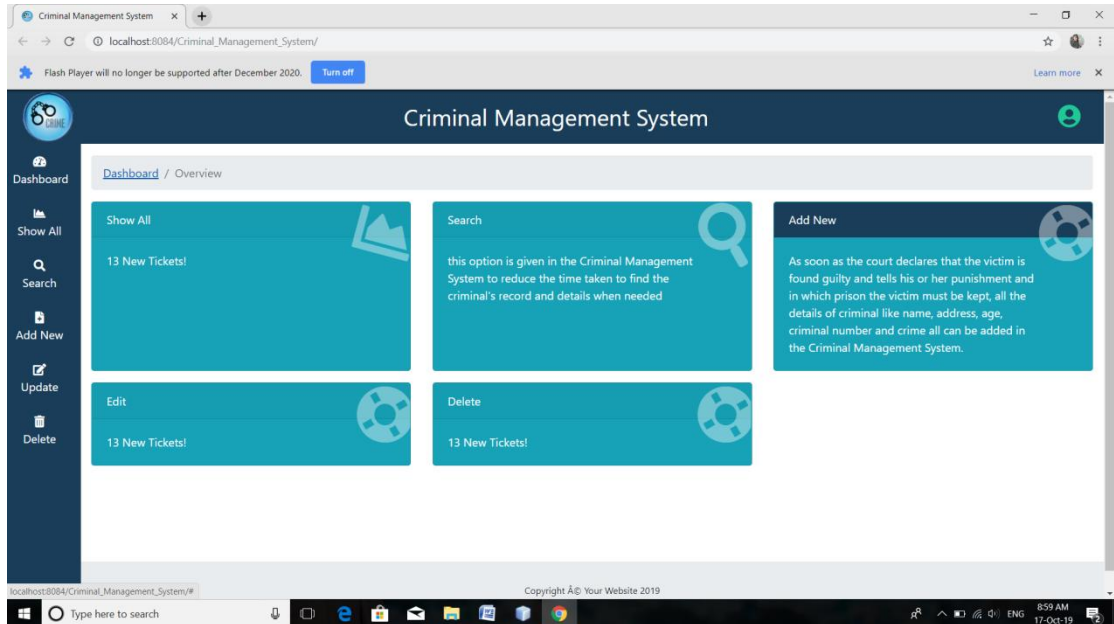 Criminal Management System
localhost:8084/Criminal_Management_System/
Flash Player will no longer be supported after December 2020. Turn off Learn more
CRIME
Criminal Management System
Dashboard
Show All
Search
Add New
Update
Delete
Dashboard / Overview
Show All
13 New Tickets!
Search
this option is given in the Criminal Management
System to reduce the time taken to find the
criminal's record and details when needed
Add New
As soon as the court declares that the victim is
found guilty and tells his or her punishment and
in which prison the victim must be kept, all the
details of criminal like name, address, age,
criminal number and crime all can be added in
the Criminal Management System.
Edit
13 New Tickets!
Delete
13 New Tickets!
localhost:8084/Criminal_Management_System/#
Copyright Â© Your Website 2019
Type here to search
ENG
8:59 AM
17-Oct-19
2